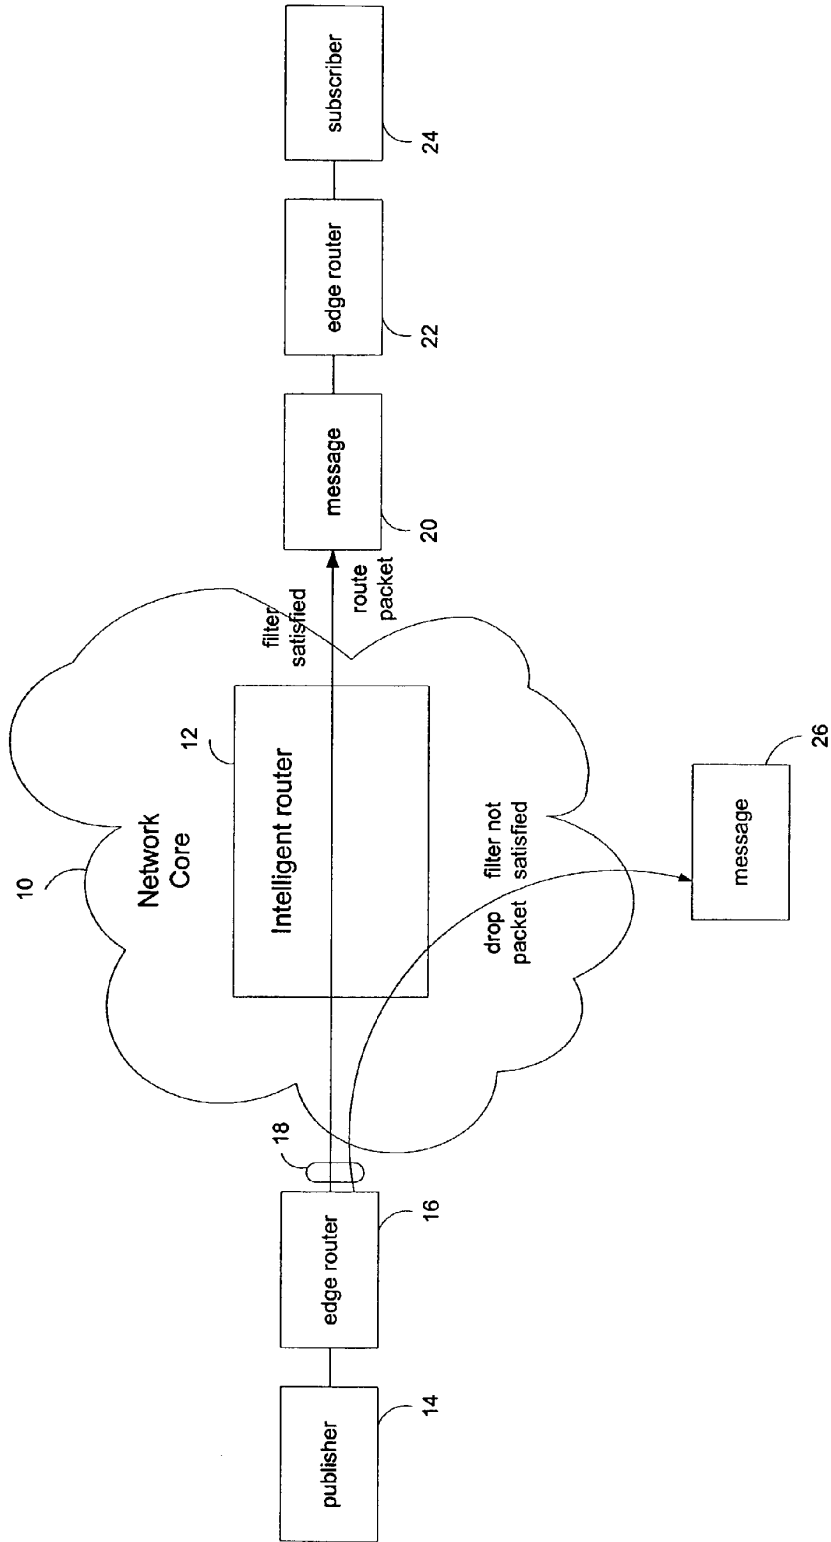 10
Network
Core
12
Intelligent router
filter
satisfied
route
packet
18
publisher
14
edge router
16
message
20
edge router
22
subscriber
24
drop
packet
filter not
satisfied
message
26